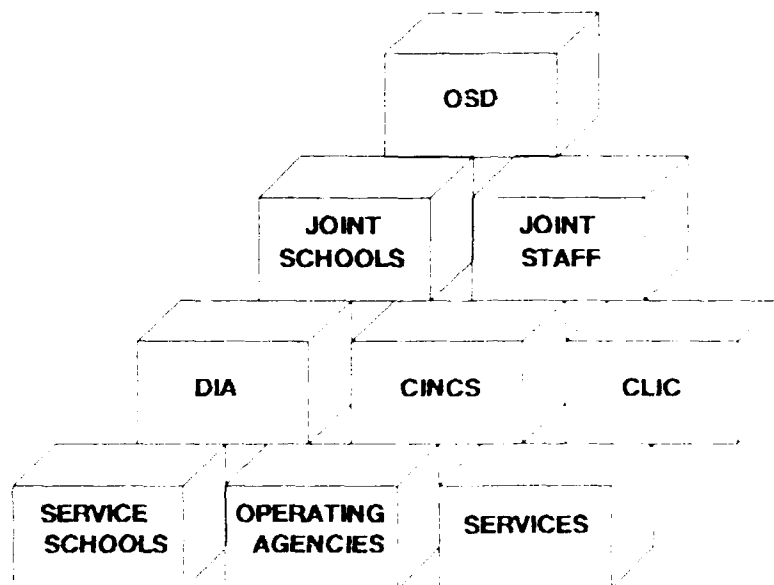 OSD
JOINT
SCHOOLS
JOINT
STAFF
DIA
CINCS
CLIC
SERVICE
SCHOOLS
OPERATING
AGENCIES
SERVICES